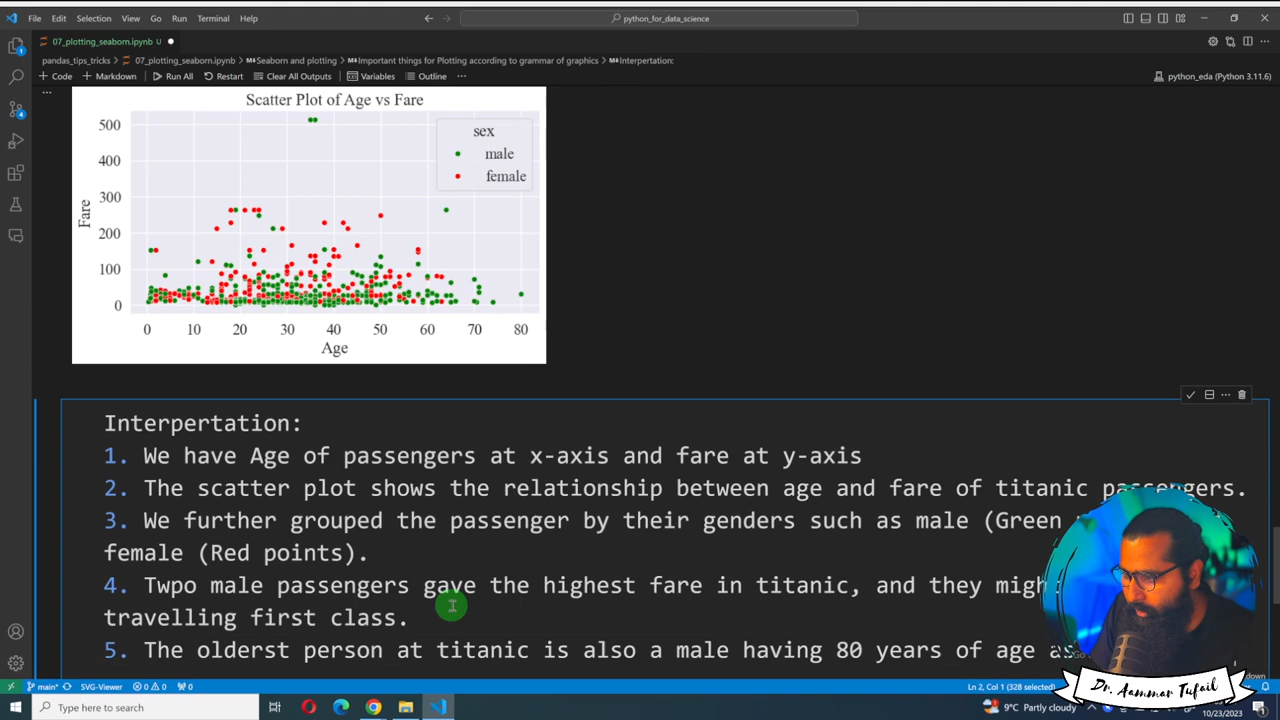 File Edit Selection View Go Run Terminal Help
python_for_data_science
07_plotting_seaborn.ipynb U
pandas_tips_tricks > 07_plotting_seaborn.ipynb > Seaborn and plotting > Important things for Plotting according to grammar of graphics > Interpertation:
+ Code + Markdown Run All Restart Clear All Outputs Variables Outline ...
python_eda (Python 3.11.6)
Scatter Plot of Age vs Fare
500
400
300
200
100
0
Fare
sex
male
female
0 10 20 30 40 50 60 70 80
Age
Interpertation:
1. We have Age of passengers at x-axis and fare at y-axis
2. The scatter plot shows the relationship between age and fare of titanic passengers.
3. We further grouped the passenger by their genders such as male (Green
female (Red points).
4. Twpo male passengers gave the highest fare in titanic, and they might
travelling first class.
5. The olderst person at titanic is also a male having 80 years of age as
main* SVG-Viewer 0 0 0
Ln 2, Col 1 (328 selected)
Dr. Aammar Tufail
Type here to search
9°C Partly cloudy
10/23/2023